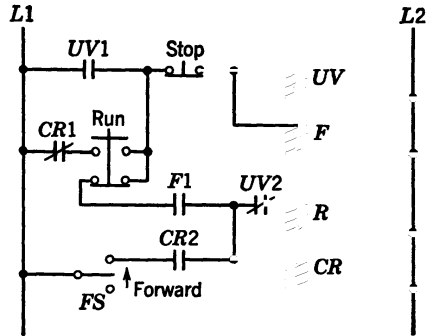 L1 L2
UV1 Stop UV
CR1 Run F
F1 UV2 R
CR2 CR
FS Forward